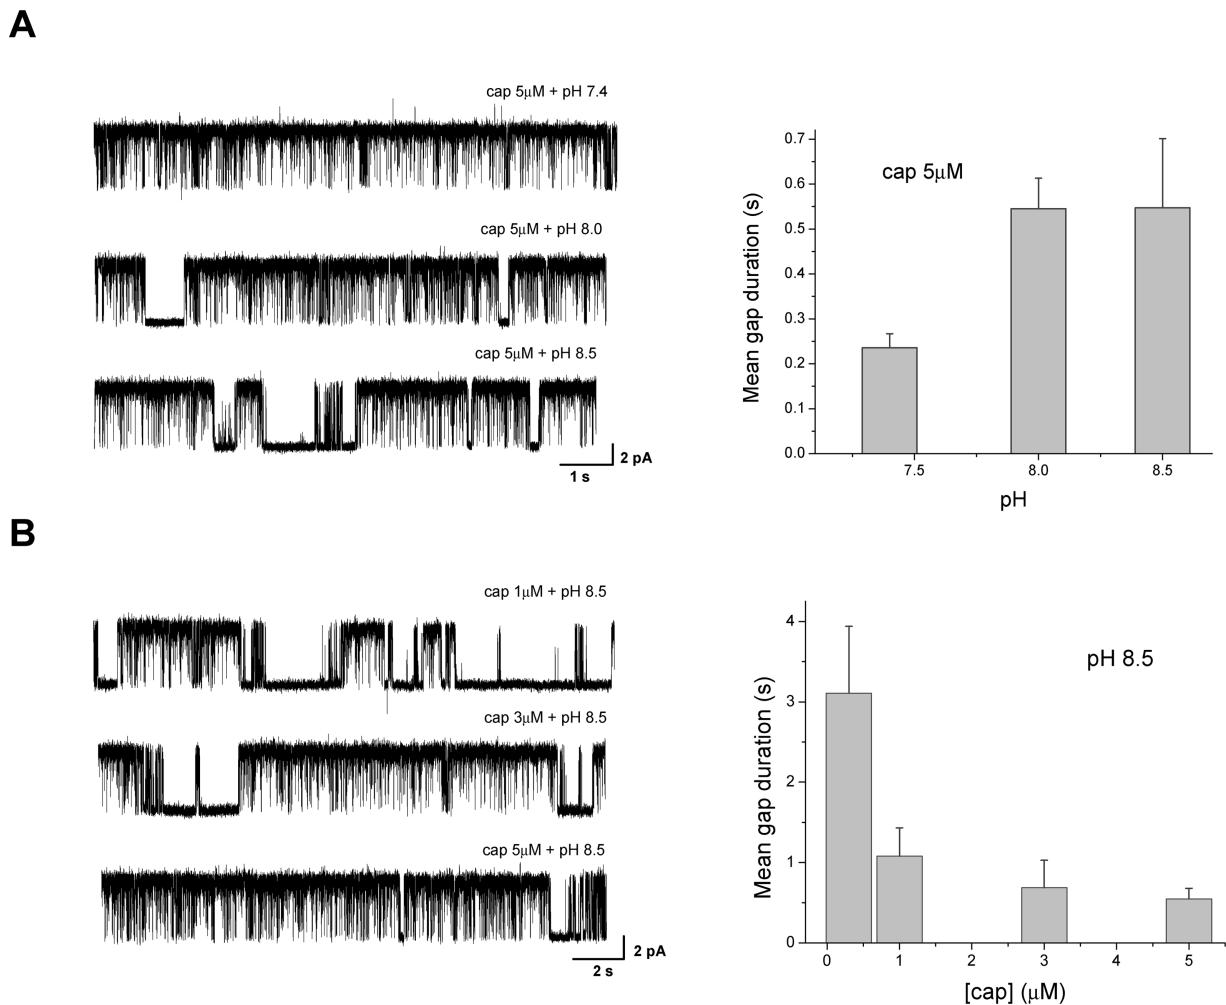 A
cap 5μM + pH 7.4
cap 5μM + pH 8.0
cap 5μM + pH 8.5
2 pA
1 s
0.7
0.6
0.5
0.4
0.3
0.2
0.1
0.0
Mean gap duration (s)
cap 5μM
7.5 8.0 8.5
pH
B
cap 1μM + pH 8.5
cap 3μM + pH 8.5
cap 5μM + pH 8.5
2 pA
2 s
4
3
2
1
0
Mean gap duration (s)
pH 8.5
0 1 2 3 4 5
[cap] (μM)